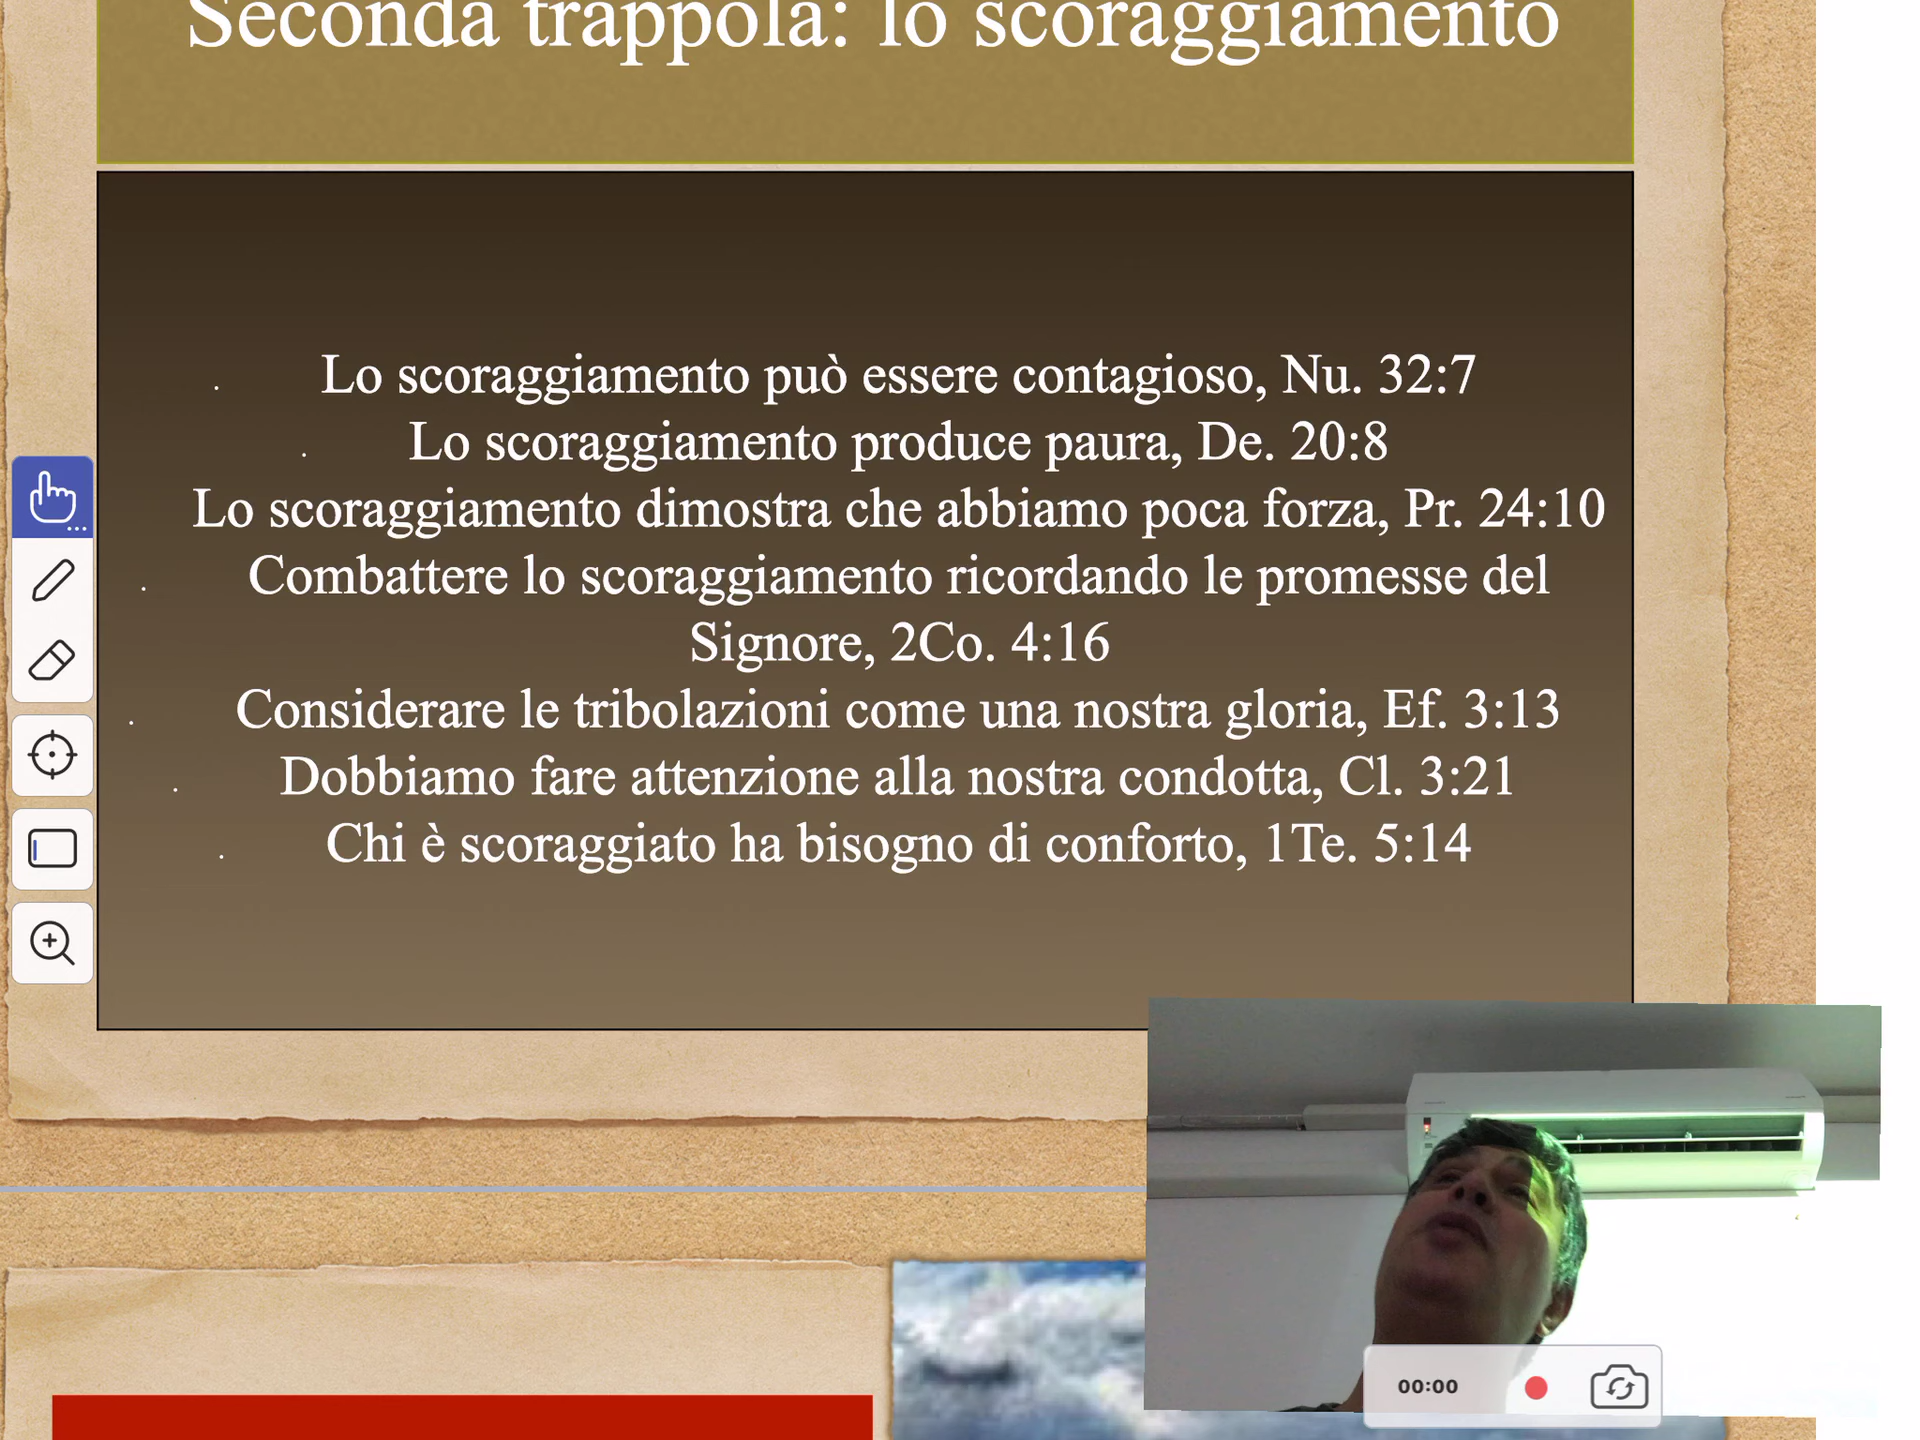 Seconda trappola: lo scoraggiamento
Lo scoraggiamento può essere contagioso, Nu. 32:7
Lo scoraggiamento produce paura, De. 20:8
Lo scoraggiamento dimostra che abbiamo poca forza, Pr. 24:10
Combattere lo scoraggiamento ricordando le promesse del
Signore, 2Co. 4:16
Considerare le tribolazioni come una nostra gloria, Ef. 3:13
Dobbiamo fare attenzione alla nostra condotta, Cl. 3:21
Chi è scoraggiato ha bisogno di conforto, 1Te. 5:14
00:00